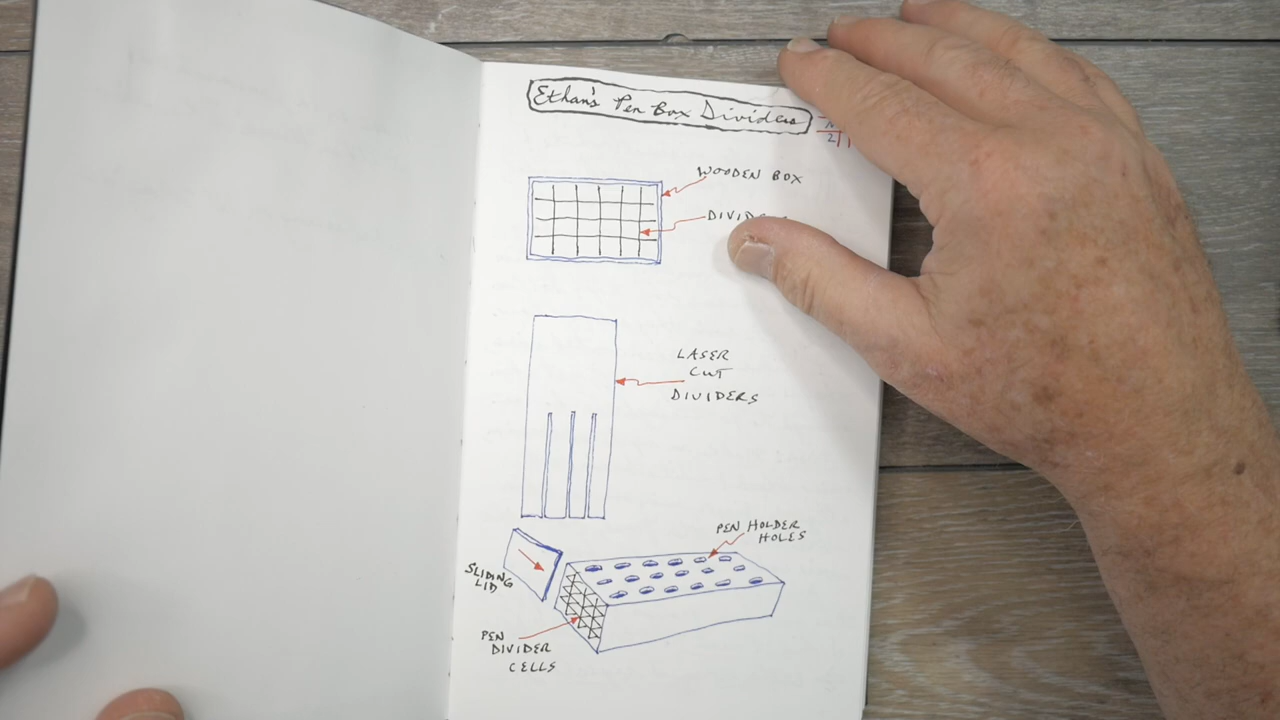 Ethan's Pen Box Dividers
WOODEN BOX
LASER
CUT
DIVIDERS
PEN HOLDER
HOLES
SLIDING
LID
PEN
DIVIDER
CELLS